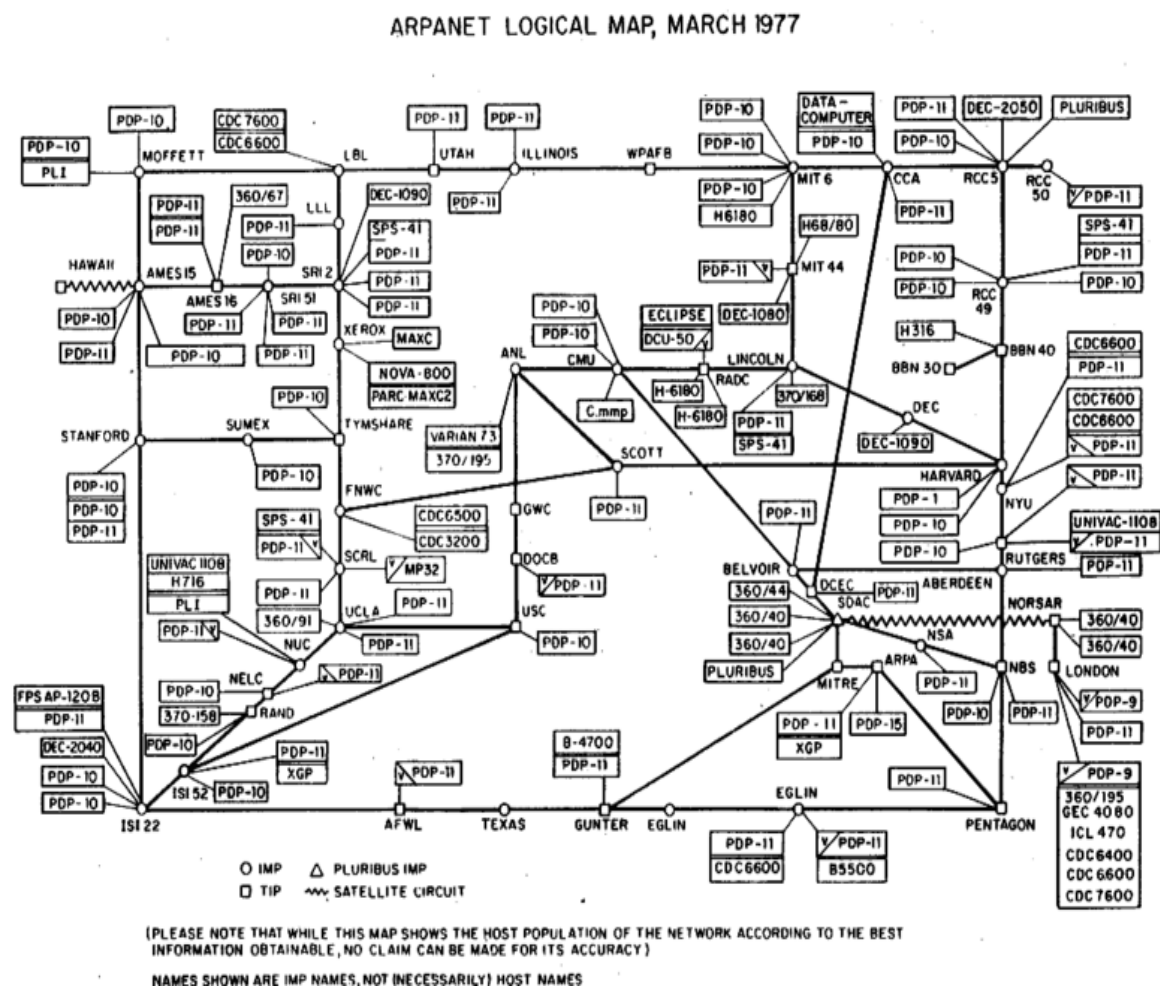 ARPANET LOGICAL MAP, MARCH 1977
PDP-10
CDC7600
CDC6600
PDP-11
PDP-11
PDP-10
DATA-
COMPUTER
PDP-10
PDP-11
DEC-2050
PLURIBUS
PDP-10
PLI
MOFFETT
LBL
UTAH
ILLINOIS
WPAFB
PDP-10
PDP-10
MIT 6
CCA
RCC5
RCC
50
PDP-11
PDP-10
H6180
PDP-11
V PDP-11
PDP-11
PDP-11
360/67
LLL
PDP-11
DEC-1090
SPS-41
PDP-11
H68/80
SPS-41
PDP-11
HAWAII
AMES15
PDP-10
SRI 2
PDP-11
PDP-11 V
MIT 44
PDP-10
PDP-10
AMES 16
SRI 51
PDP-11
PDP-10
PDP-10
RCC
49
PDP-10
PDP-11
PDP-11
PDP-10
PDP-11
PDP-11
XEROX
MAXC
PDP-10
PDP-10
ECLIPSE
DCU-50 V
DEC-1080
H316
BBN 40
BBN 30
CDC6600
PDP-11
NOVA-800
PARC-MAXC2
ANL
CMU
RADC
LINCOLN
H-6180
H-6180
370/168
C.mmp
PDP-11
SPS-41
DEC
DEC-1090
CDC7600
CDC6600
V PDP-11
PDP-10
STANFORD
SUMEX
TYMSHARE
VARIAN 73
370/195
SCOTT
HARVARD
V PDP-11
PDP-10
PDP-10
PDP-10
PDP-11
FNWC
CDC6500
CDC3200
PDP-11
GWC
PDP-1
PDP-10
PDP-10
NYU
SPS-41
PDP-11 V
PDP-11
UNIVAC-1108
V PDP-11
PDP-11
RUTGERS
UNIVAC 1108
H716
PLI
SCRL
V MP32
PDP-11
DOCB
V PDP-11
BELVOIR
ABERDEEN
DCEC
PDP-11
PDP-11 V
360/91
UCLA
PDP-11
PDP-11
USC
PDP-10
360/44
360/40
360/40
PLURIBUS
SDAC
NORSAR
360/40
360/40
NUC
NSA
PDP-11
NELC
V PDP-11
PDP-10
370-158
RAND
PDP-10
MITRE
ARPA
NBS
LONDON
PDP-10
PDP-11
V PDP-9
PDP-11
FPS AP-120B
PDP-11
DEC-2040
PDP-10
PDP-10
PDP-11
XGP
PDP-10
ISI 52
PDP-11
XGP
PDP-15
V PDP-11
B-4700
PDP-11
EGLIN
PDP-11
V PDP-9
360/195
GEC 4080
ICL 470
CDC6400
CDC6600
CDC7600
ISI 22
AFWL
TEXAS
GUNTER
EGLIN
PENTAGON
PDP-11
CDC6600
V PDP-11
B5500
IMP
PLURIBUS IMP
TIP
SATELLITE CIRCUIT
(PLEASE NOTE THAT WHILE THIS MAP SHOWS THE HOST POPULATION OF THE NETWORK ACCORDING TO THE BEST
INFORMATION OBTAINABLE, NO CLAIM CAN BE MADE FOR ITS ACCURACY)
NAMES SHOWN ARE IMP NAMES, NOT (NECESSARILY) HOST NAMES